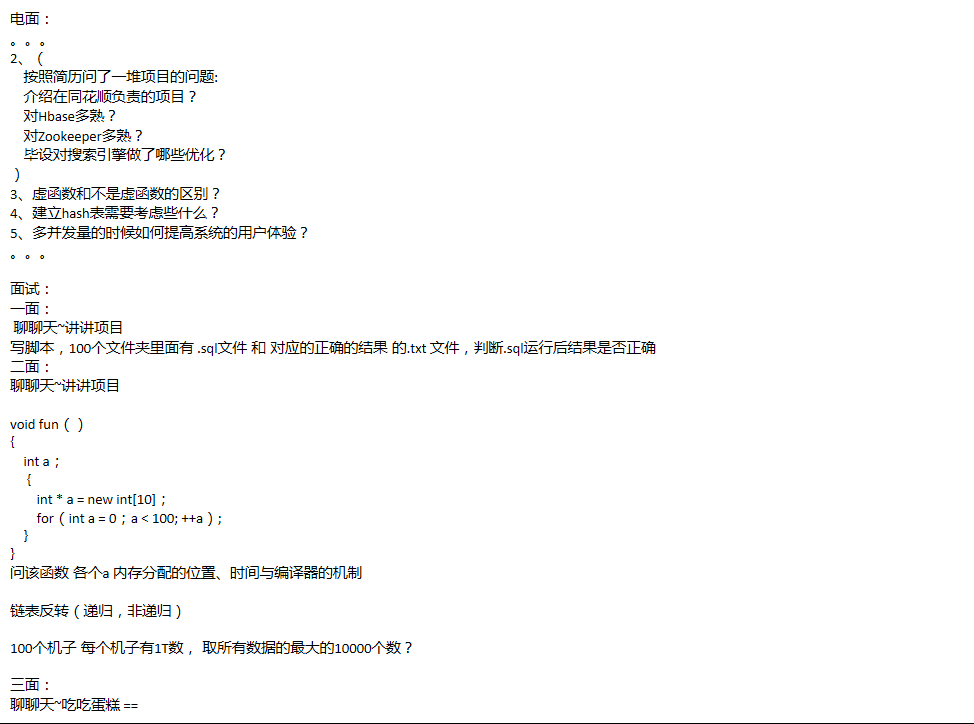 电面：
。。。
2、（
按照简历问了一堆项目的问题:
介绍在同花顺负责的项目？
对Hbase多熟？
对Zookeeper多熟？
毕设对搜索引擎做了哪些优化？
）
3、虚函数和不是虚函数的区别？
4、建立hash表需要考虑些什么？
5、多并发量的时候如何提高系统的用户体验？
。。。
面试：
一面：
聊聊天~讲讲项目
写脚本，100个文件夹里面有 .sql文件 和 对应的正确的结果 的.txt 文件，判断.sql运行后结果是否正确
二面：
聊聊天~讲讲项目
void fun（ ）
{
int a；
{
int * a = new int[10]；
for（int a = 0；a < 100; ++a）;
}
}
问该函数 各个a 内存分配的位置、时间与编译器的机制
链表反转（递归，非递归）
100个机子 每个机子有1T数， 取所有数据的最大的10000个数？
三面：
聊聊天~吃吃蛋糕 ==